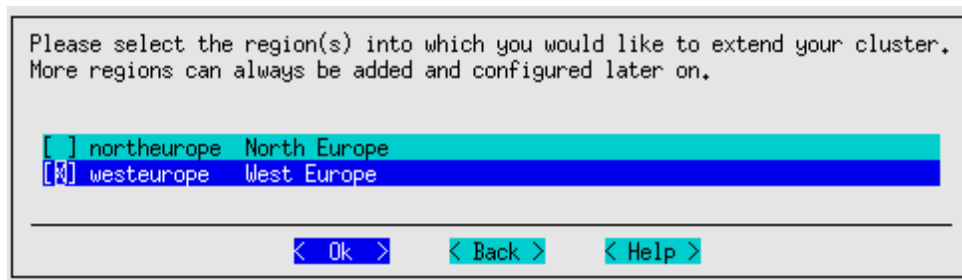 Please select the region(s) into which you would like to extend your cluster.
More regions can always be added and configured later on.
[ ] northeurope  North Europe
[X] westeurope   West Europe
< Ok >  < Back >  < Help >